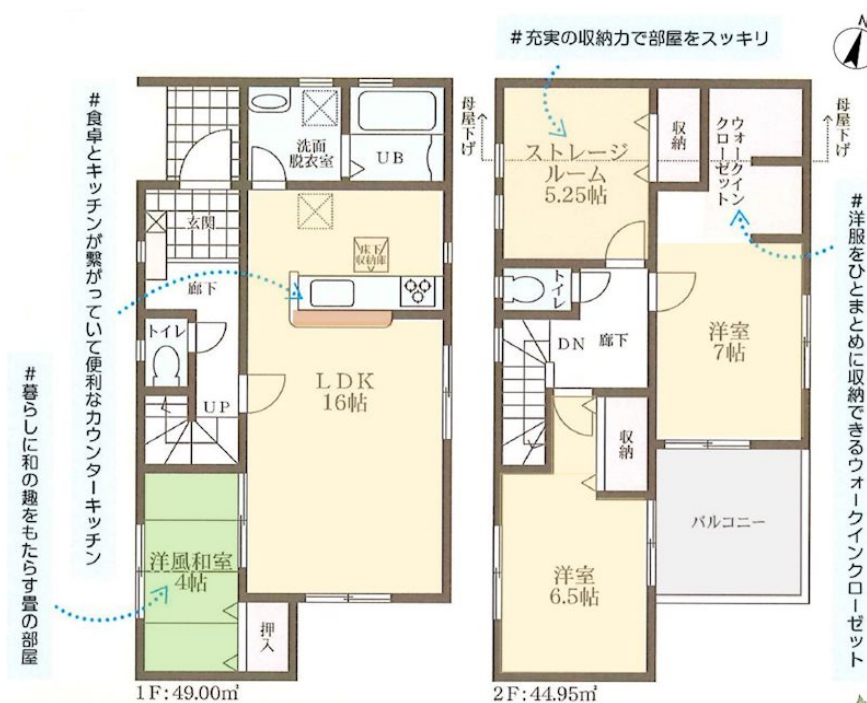 N
#充実の収納力で部屋をスッキリ
#食卓とキッチンが繋がっていて便利なカウンターキッチン
#暮らしに和の趣をもたらす畳の部屋
洗面
脱衣室
UB
玄関
床下
収納庫
廊下
トイレ
UP
LDK
16帖
洋風和室
4帖
押入
1F:49.00㎡
母屋下げ
ストレージ
ルーム
5.25帖
収納
ウォークイン
クローゼット
母屋下げ
トイレ
DN
廊下
洋室
7帖
収納
洋室
6.5帖
バルコニー
2F:44.95㎡
#洋服をひとまとめに収納できるウォークインクローゼット